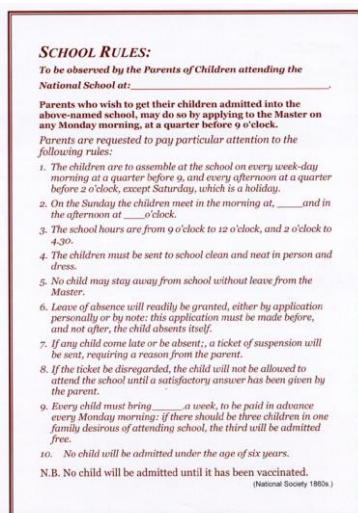 SCHOOL RULES:
To be observed by the Parents of Children attending the
National School at:____________________.
Parents who wish to get their children admitted into the
above-named school, may do so by applying to the Master on
any Monday morning, at a quarter before 9 o'clock.
Parents are requested to pay particular attention to the
following rules:
1. The children are to assemble at the school on every week-day
morning at a quarter before 9, and every afternoon at a quarter
before 2 o'clock, except Saturday, which is a holiday.
2. On the Sunday the children meet in the morning at, ____and in
the afternoon at ____o'clock.
3. The school hours are from 9 o'clock to 12 o'clock, and 2 o'clock to
4.30.
4. The children must be sent to school clean and neat in person and
dress.
5. No child may stay away from school without leave from the
Master.
6. Leave of absence will readily be granted, either by application
personally or by note: this application must be made before,
and not after, the child absents itself.
7. If any child come late or be absent;, a ticket of suspension will
be sent, requiring a reason from the parent.
8. If the ticket be disregarded, the child will not be allowed to
attend the school until a satisfactory answer has been given by
the parent.
9. Every child must bring______.a week, to be paid in advance
every Monday morning: if there should be three children in one
family desirous of attending school, the third will be admitted
free.
10. No child will be admitted under the age of six years.
N.B. No child will be admitted until it has been vaccinated.
(National Society 1860s.)